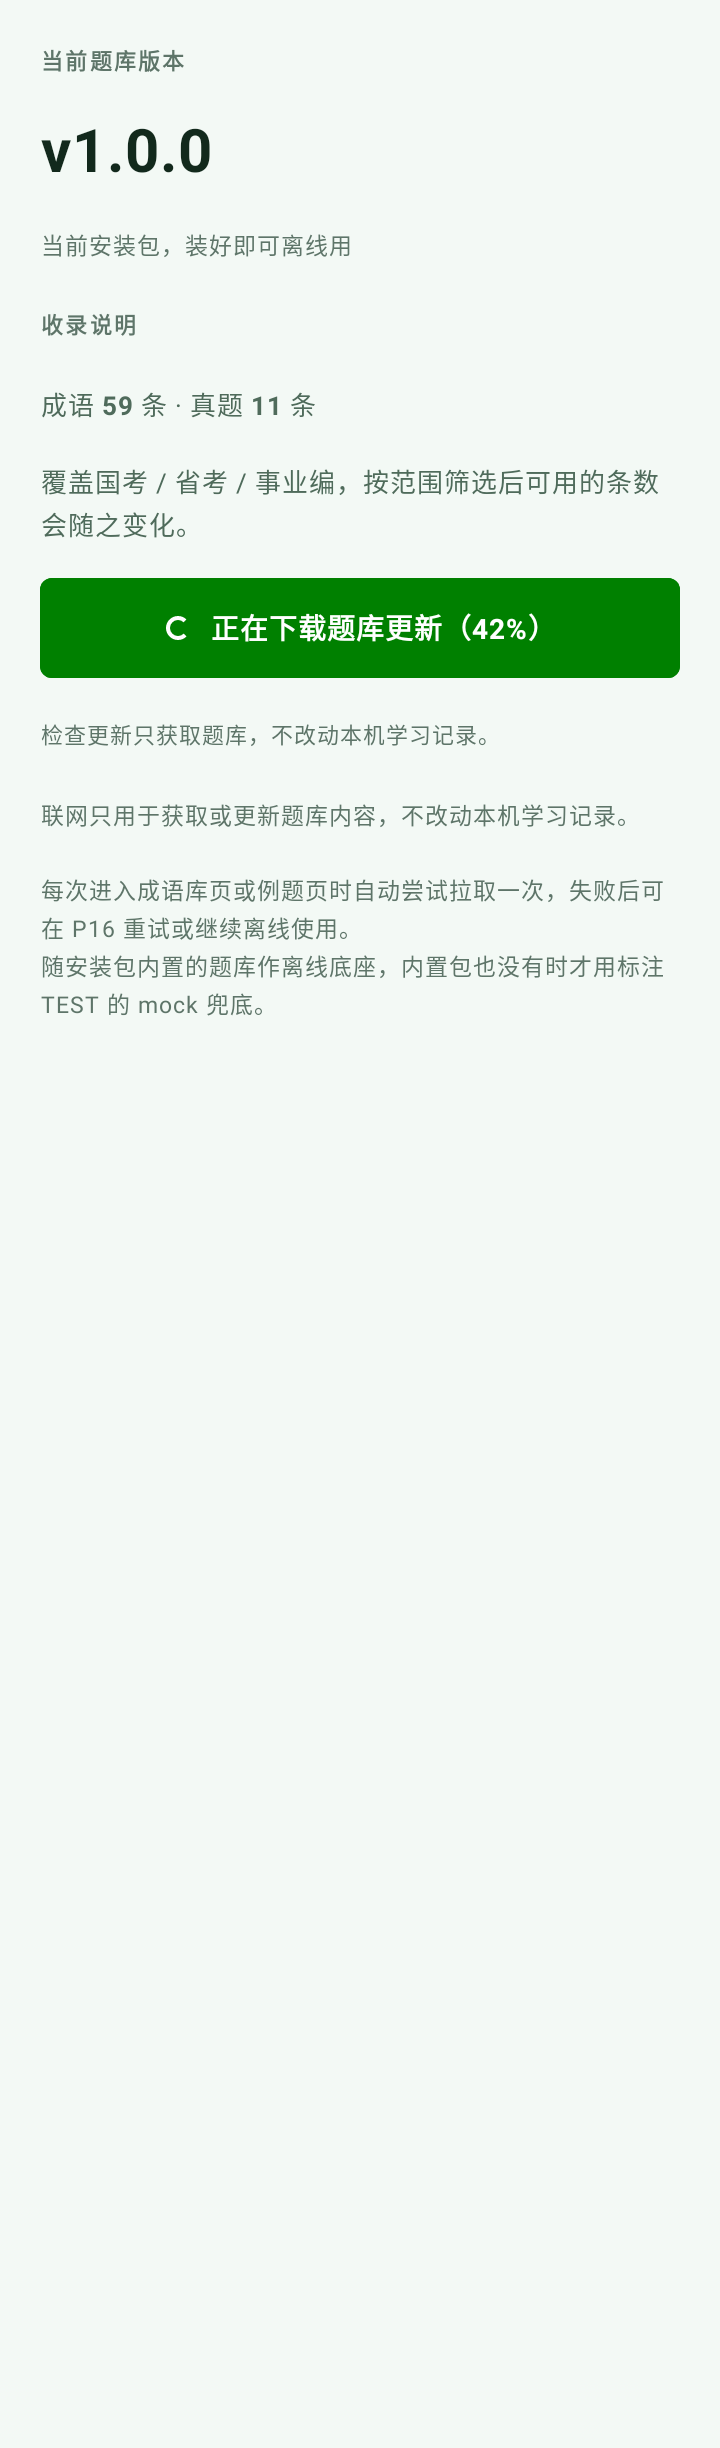 当前题库版本
v1.0.0
当前安装包，装好即可离线用
收录说明
成语 59 条 · 真题 11 条
覆盖国考 / 省考 / 事业编，按范围筛选后可用的条数
会随之变化。
正在下载题库更新（42%）
检查更新只获取题库，不改动本机学习记录。
联网只用于获取或更新题库内容，不改动本机学习记录。
每次进入成语库页或例题页时自动尝试拉取一次，失败后可
在 P16 重试或继续离线使用。
随安装包内置的题库作离线底座，内置包也没有时才用标注
TEST 的 mock 兜底。